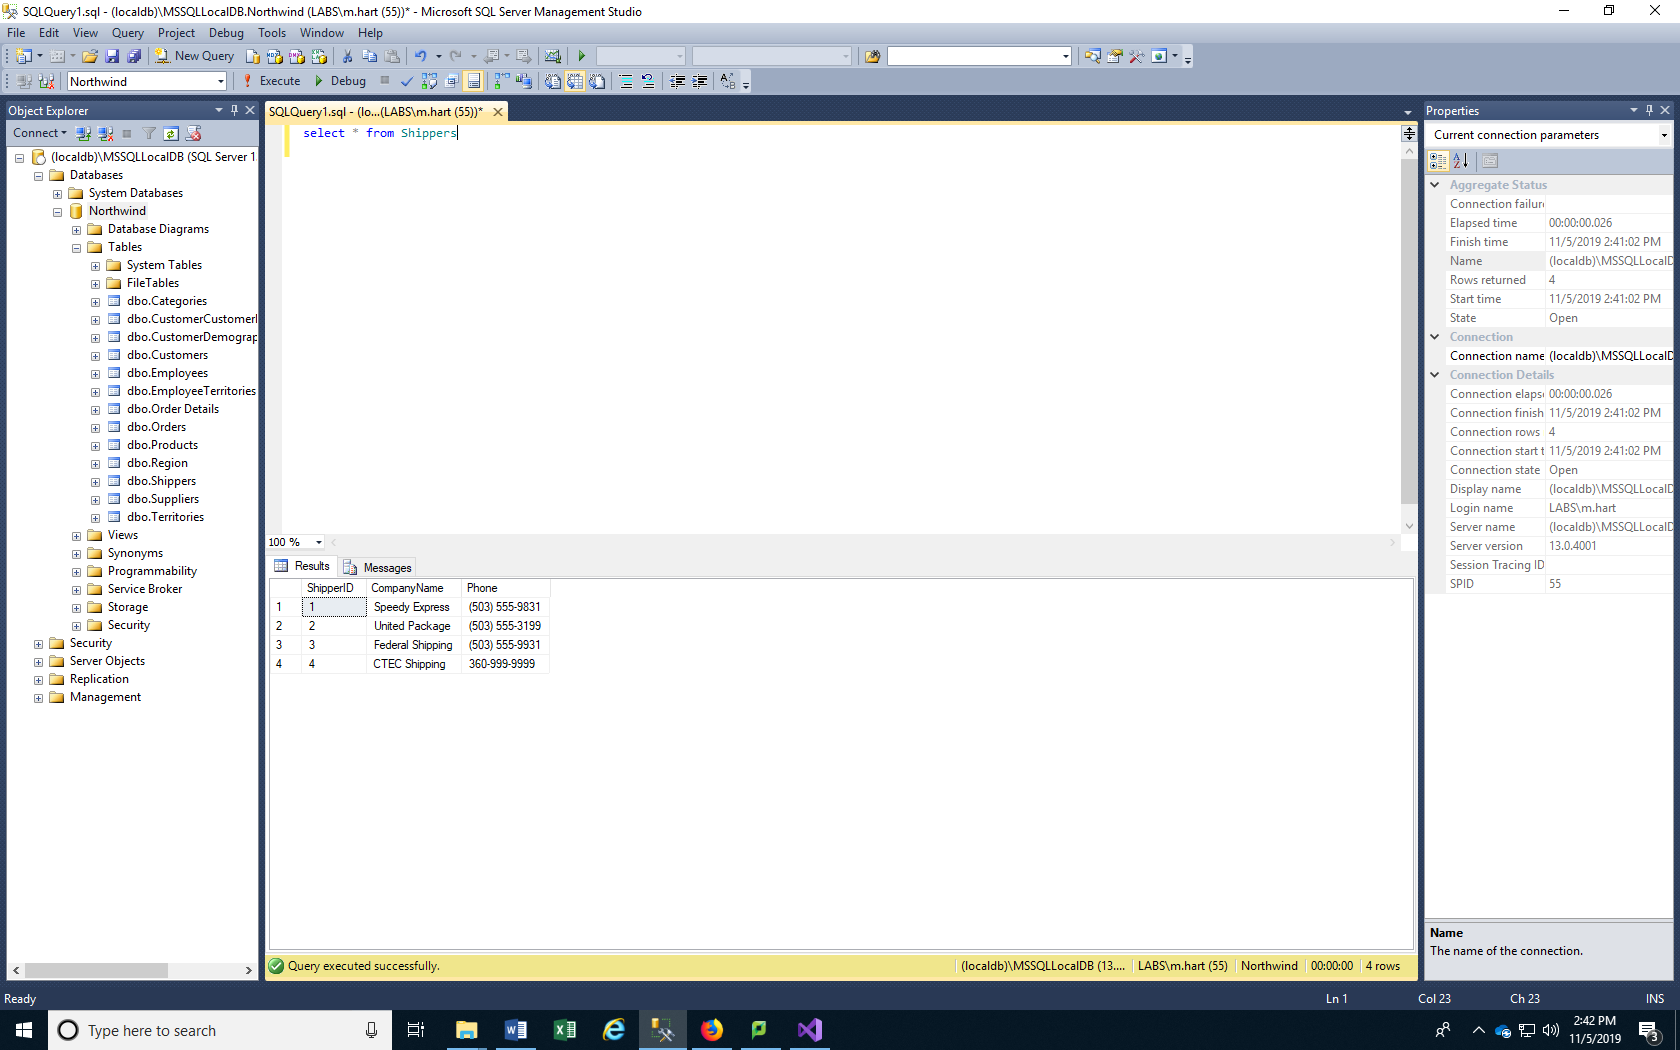 SQLQuery1.sql - (localdb)\MSSQLLocalDB.Northwind (LABS\m.hart (55))* - Microsoft SQL Server Management Studio
File Edit View Query Project Debug Tools Window Help
New Query
Northwind Execute Debug
Object Explorer
Connect
(localdb)\MSSQLLocalDB (SQL Server 1
Databases
System Databases
Northwind
Database Diagrams
Tables
System Tables
FileTables
dbo.Categories
dbo.CustomerCustomerI
dbo.CustomerDemograp
dbo.Customers
dbo.Employees
dbo.EmployeeTerritories
dbo.Order Details
dbo.Orders
dbo.Products
dbo.Region
dbo.Shippers
dbo.Suppliers
dbo.Territories
Views
Synonyms
Programmability
Service Broker
Storage
Security
Security
Server Objects
Replication
Management
SQLQuery1.sql - (lo...(LABS\m.hart (55))*
select * from Shippers
100 %
Results Messages
ShipperID CompanyName Phone
1 1 Speedy Express (503) 555-9831
2 2 United Package (503) 555-3199
3 3 Federal Shipping (503) 555-9931
4 4 CTEC Shipping 360-999-9999
Query executed successfully. (localdb)\MSSQLLocalDB (13.... LABS\m.hart (55) Northwind 00:00:00 4 rows
Properties
Current connection parameters
Aggregate Status
Connection failure
Elapsed time 00:00:00.026
Finish time 11/5/2019 2:41:02 PM
Name (localdb)\MSSQLLocalD
Rows returned 4
Start time 11/5/2019 2:41:02 PM
State Open
Connection
Connection name (localdb)\MSSQLLocalD
Connection Details
Connection elaps 00:00:00.026
Connection finish 11/5/2019 2:41:02 PM
Connection rows 4
Connection start t 11/5/2019 2:41:02 PM
Connection state Open
Display name (localdb)\MSSQLLocalD
Login name LABS\m.hart
Server name (localdb)\MSSQLLocalD
Server version 13.0.4001
Session Tracing ID
SPID 55
Name
The name of the connection.
Ready Ln 1 Col 23 Ch 23 INS
Type here to search
2:42 PM
11/5/2019
3